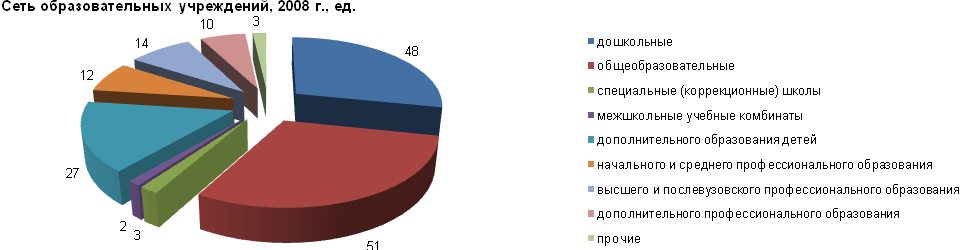 Сеть образовательных учреждений, 2008 г., ед.
3
10
14
48
12
27
2
3
51
дошкольные
общеобразовательные
специальные (коррекционные) школы
межшкольные учебные комбинаты
дополнительного образования детей
начального и среднего профессионального образования
высшего и послевузовского профессионального образования
дополнительного профессионального образования
прочие